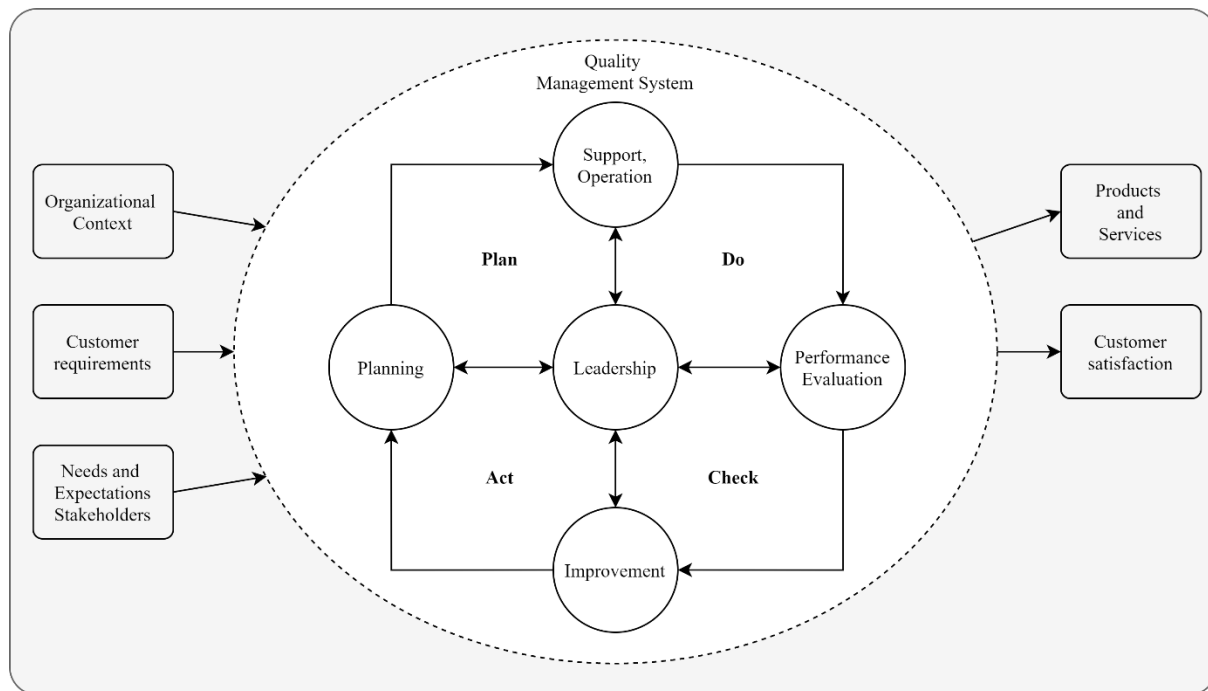 Quality
Management System
Support,
Operation
Organizational
Context
Products
and
Services
Plan
Do
Customer
requirements
Planning
Leadership
Performance
Evaluation
Customer
satisfaction
Needs and
Expectations
Stakeholders
Act
Check
Improvement